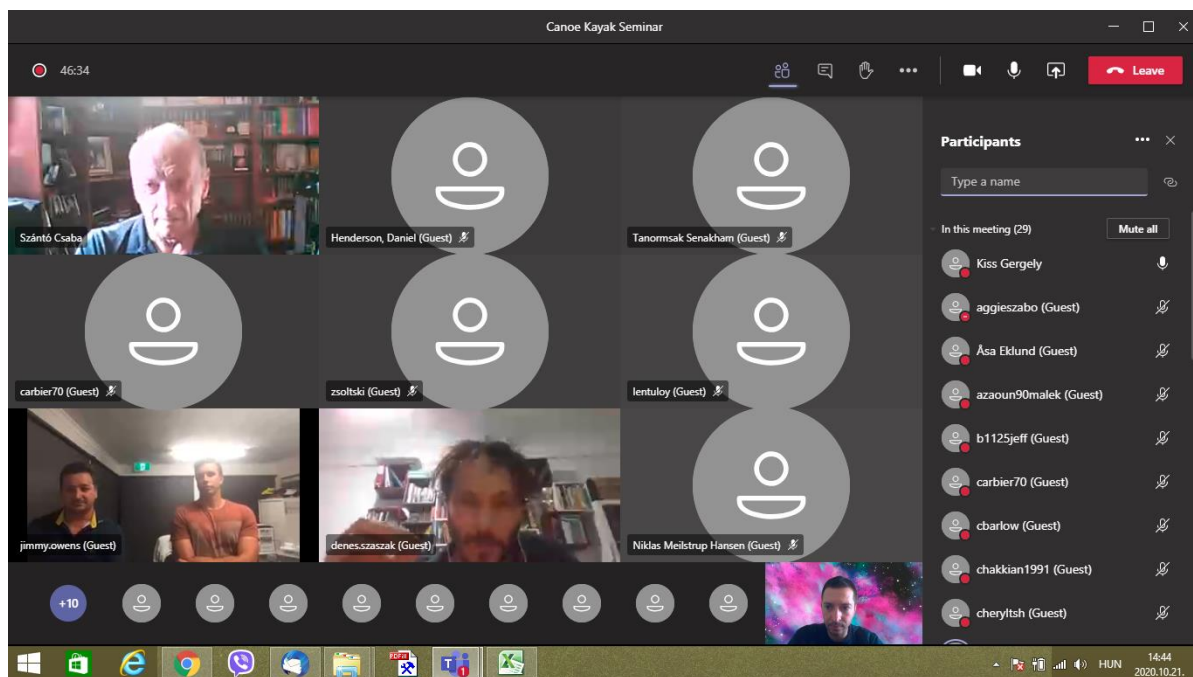 Canoe Kayak Seminar
46:34
Leave
Szántó Csaba
Henderson, Daniel (Guest)
Tanormsak Senakham (Guest)
carbier70 (Guest)
zsoltski (Guest)
lentuloy (Guest)
jimmy.owens (Guest)
denes.szaszak (Guest)
Niklas Meilstrup Hansen (Guest)
+10
Participants
Type a name
In this meeting (29)
Mute all
Kiss Gergely
aggieszabo (Guest)
Åsa Eklund (Guest)
azaoun90malek (Guest)
b1125jeff (Guest)
carbier70 (Guest)
cbarlow (Guest)
chakkian1991 (Guest)
cheryltsh (Guest)
HUN
14:44
2020.10.21.